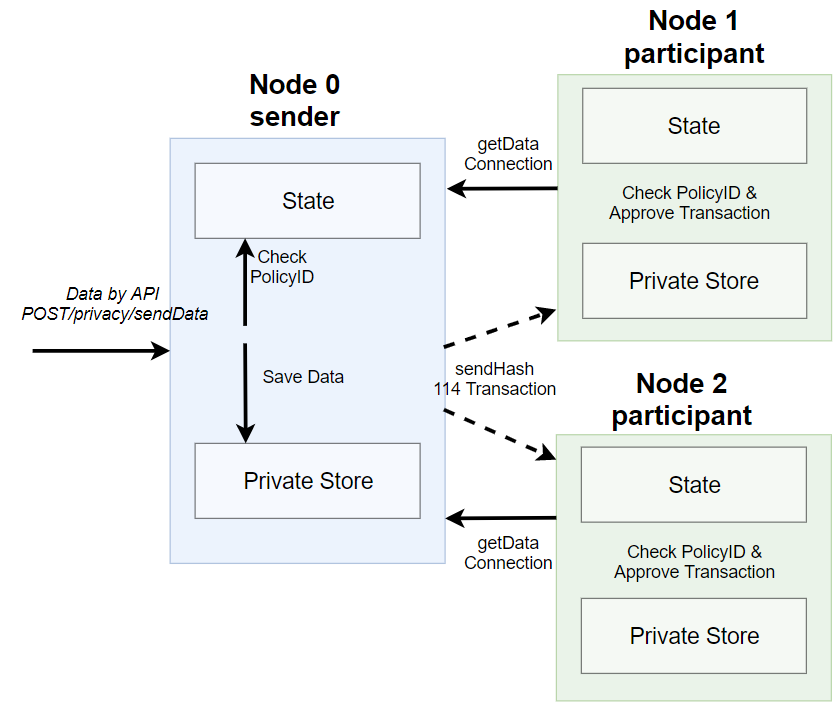 Node 0
sender
State
Check
PolicyID
Data by API
POST/privacy/sendData
Save Data
Private Store
getData
Connection
sendHash
114 Transaction
getData
Connection
Node 1
participant
State
Check PolicyID &
Approve Transaction
Private Store
Node 2
participant
State
Check PolicyID &
Approve Transaction
Private Store